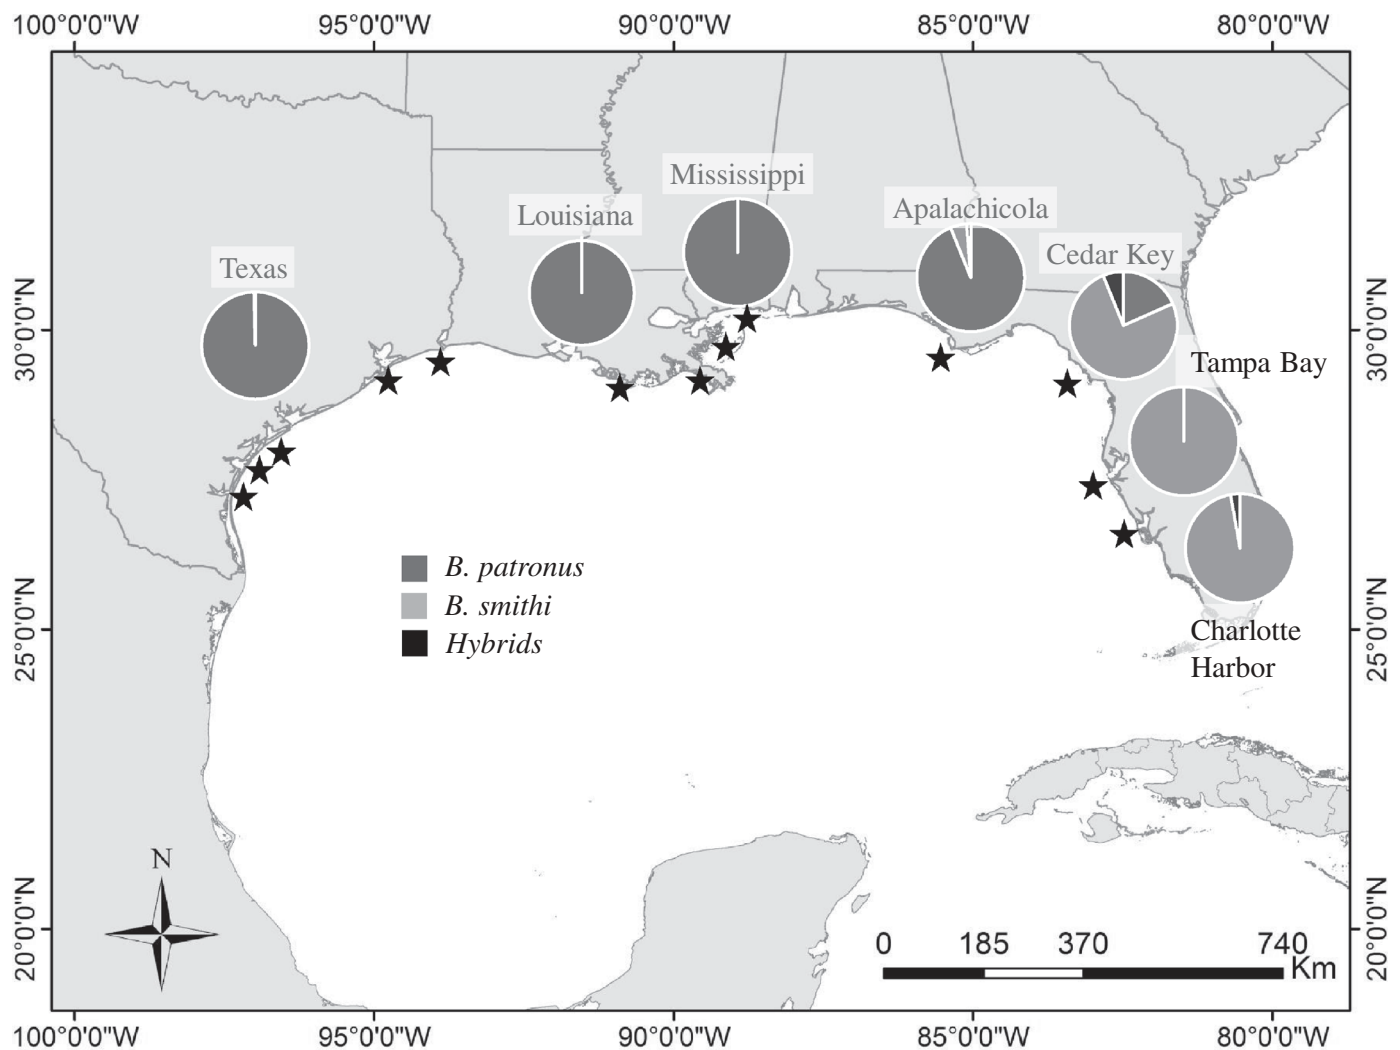 100°0'0"W 95°0'0"W 90°0'0"W 85°0'0"W 80°0'0"W
Mississippi
Louisiana
Apalachicola
Cedar Key
Texas
30°0'0"N
30°0'0"N
Tampa Bay
B. patronus
B. smithi
Hybrids
25°0'0"N
25°0'0"N
Charlotte
Harbor
N
20°0'0"N
20°0'0"N
0 185 370 740
Km
100°0'0"W 95°0'0"W 90°0'0"W 85°0'0"W 80°0'0"W